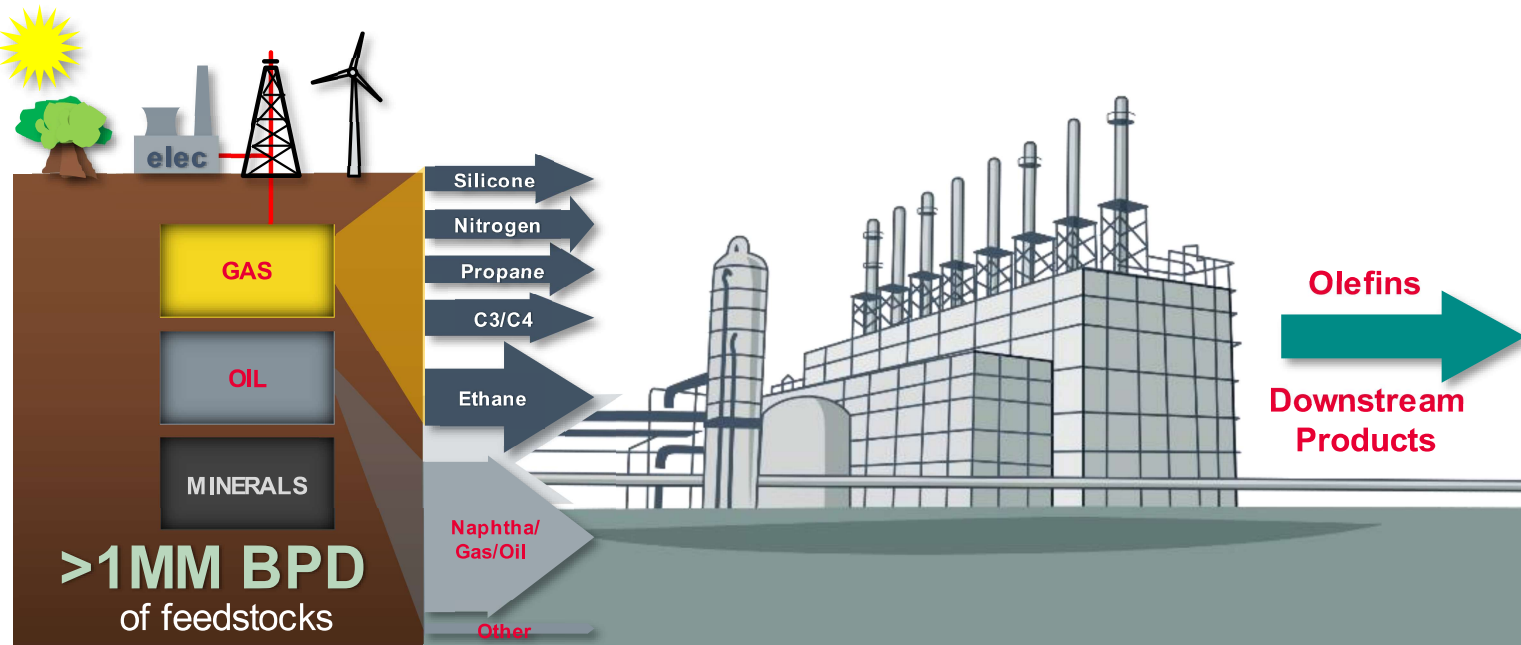 elec
GAS
OIL
MINERALS
>1MM BPD
of feedstocks
Silicone
Nitrogen
Propane
C3/C4
Ethane
Naphtha/
Gas/Oil
Other
Olefins
Downstream
Products